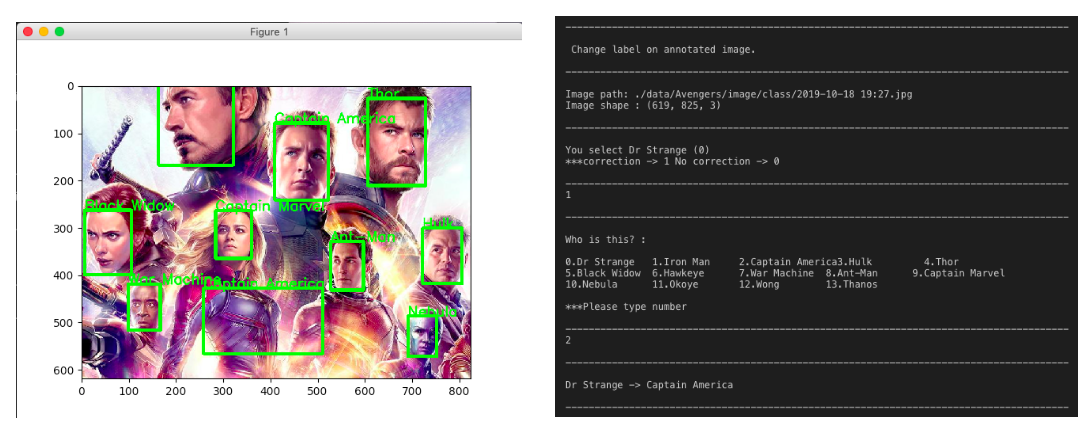 Figure 1
0
100
200
300
400
500
600
0 100 200 300 400 500 600 700 800
Thor
Captain America
Black Widow
Captain Marvel
Hulk
Ant-Man
War Machine
Captain America
Nebula
Change label on annotated image.
Image path: ./data/Avengers/image/class/2019-10-18 19:27.jpg
Image shape : (619, 825, 3)
You select Dr Strange (0)
***correction -> 1 No correction -> 0
1
Who is this? :
0.Dr Strange 1.Iron Man 2.Captain America3.Hulk 4.Thor
5.Black Widow 6.Hawkeye 7.War Machine 8.Ant-Man 9.Captain Marvel
10.Nebula 11.Okoye 12.Wong 13.Thanos
***Please type number
2
Dr Strange -> Captain America